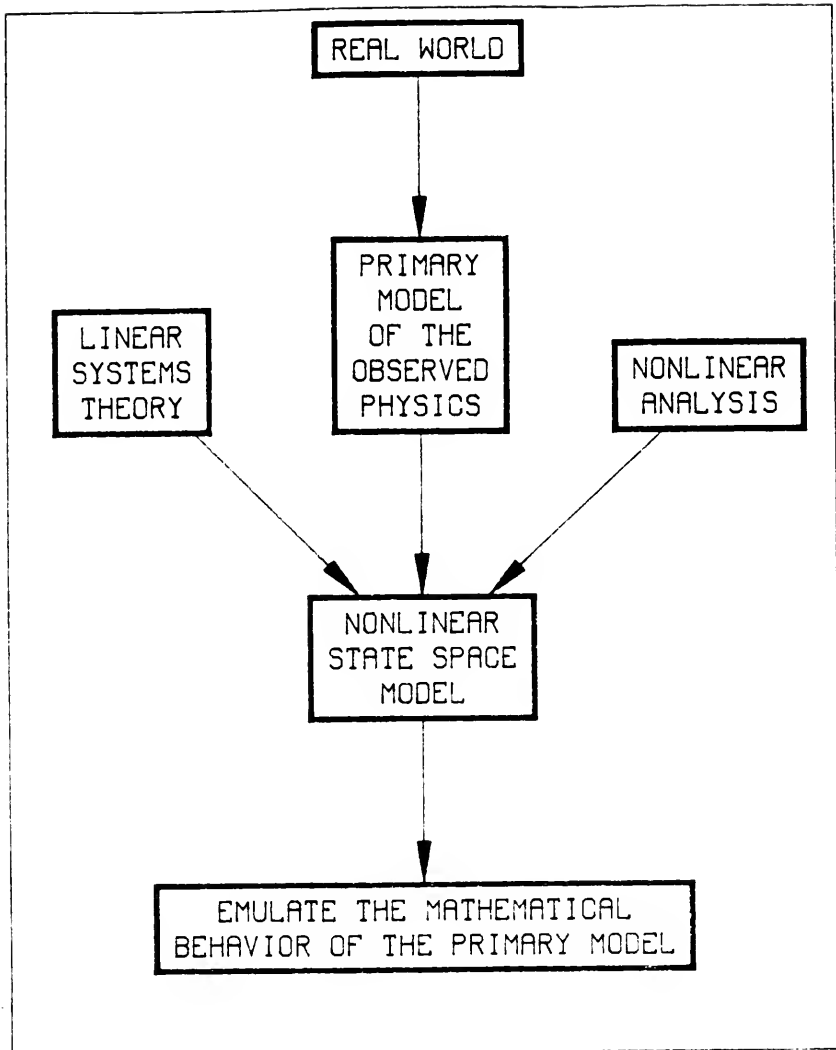 REAL WORLD
PRIMARY
MODEL
OF THE
OBSERVED
PHYSICS
LINEAR
SYSTEMS
THEORY
NONLINEAR
ANALYSIS
NONLINEAR
STATE SPACE
MODEL
EMULATE THE MATHEMATICAL
BEHAVIOR OF THE PRIMARY MODEL